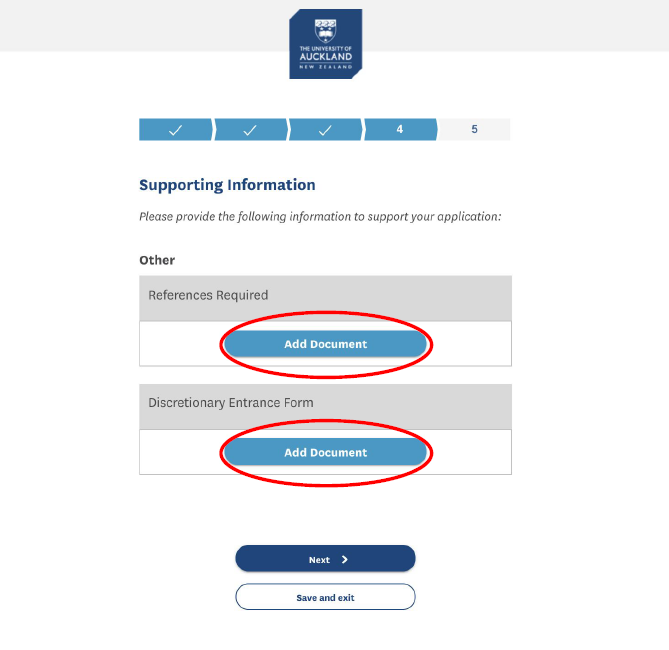 THE UNIVERSITY OF
AUCKLAND
NEW ZEALAND
4
5
Supporting Information
Please provide the following information to support your application:
Other
References Required
Add Document
Discretionary Entrance Form
Add Document
Next
Save and exit